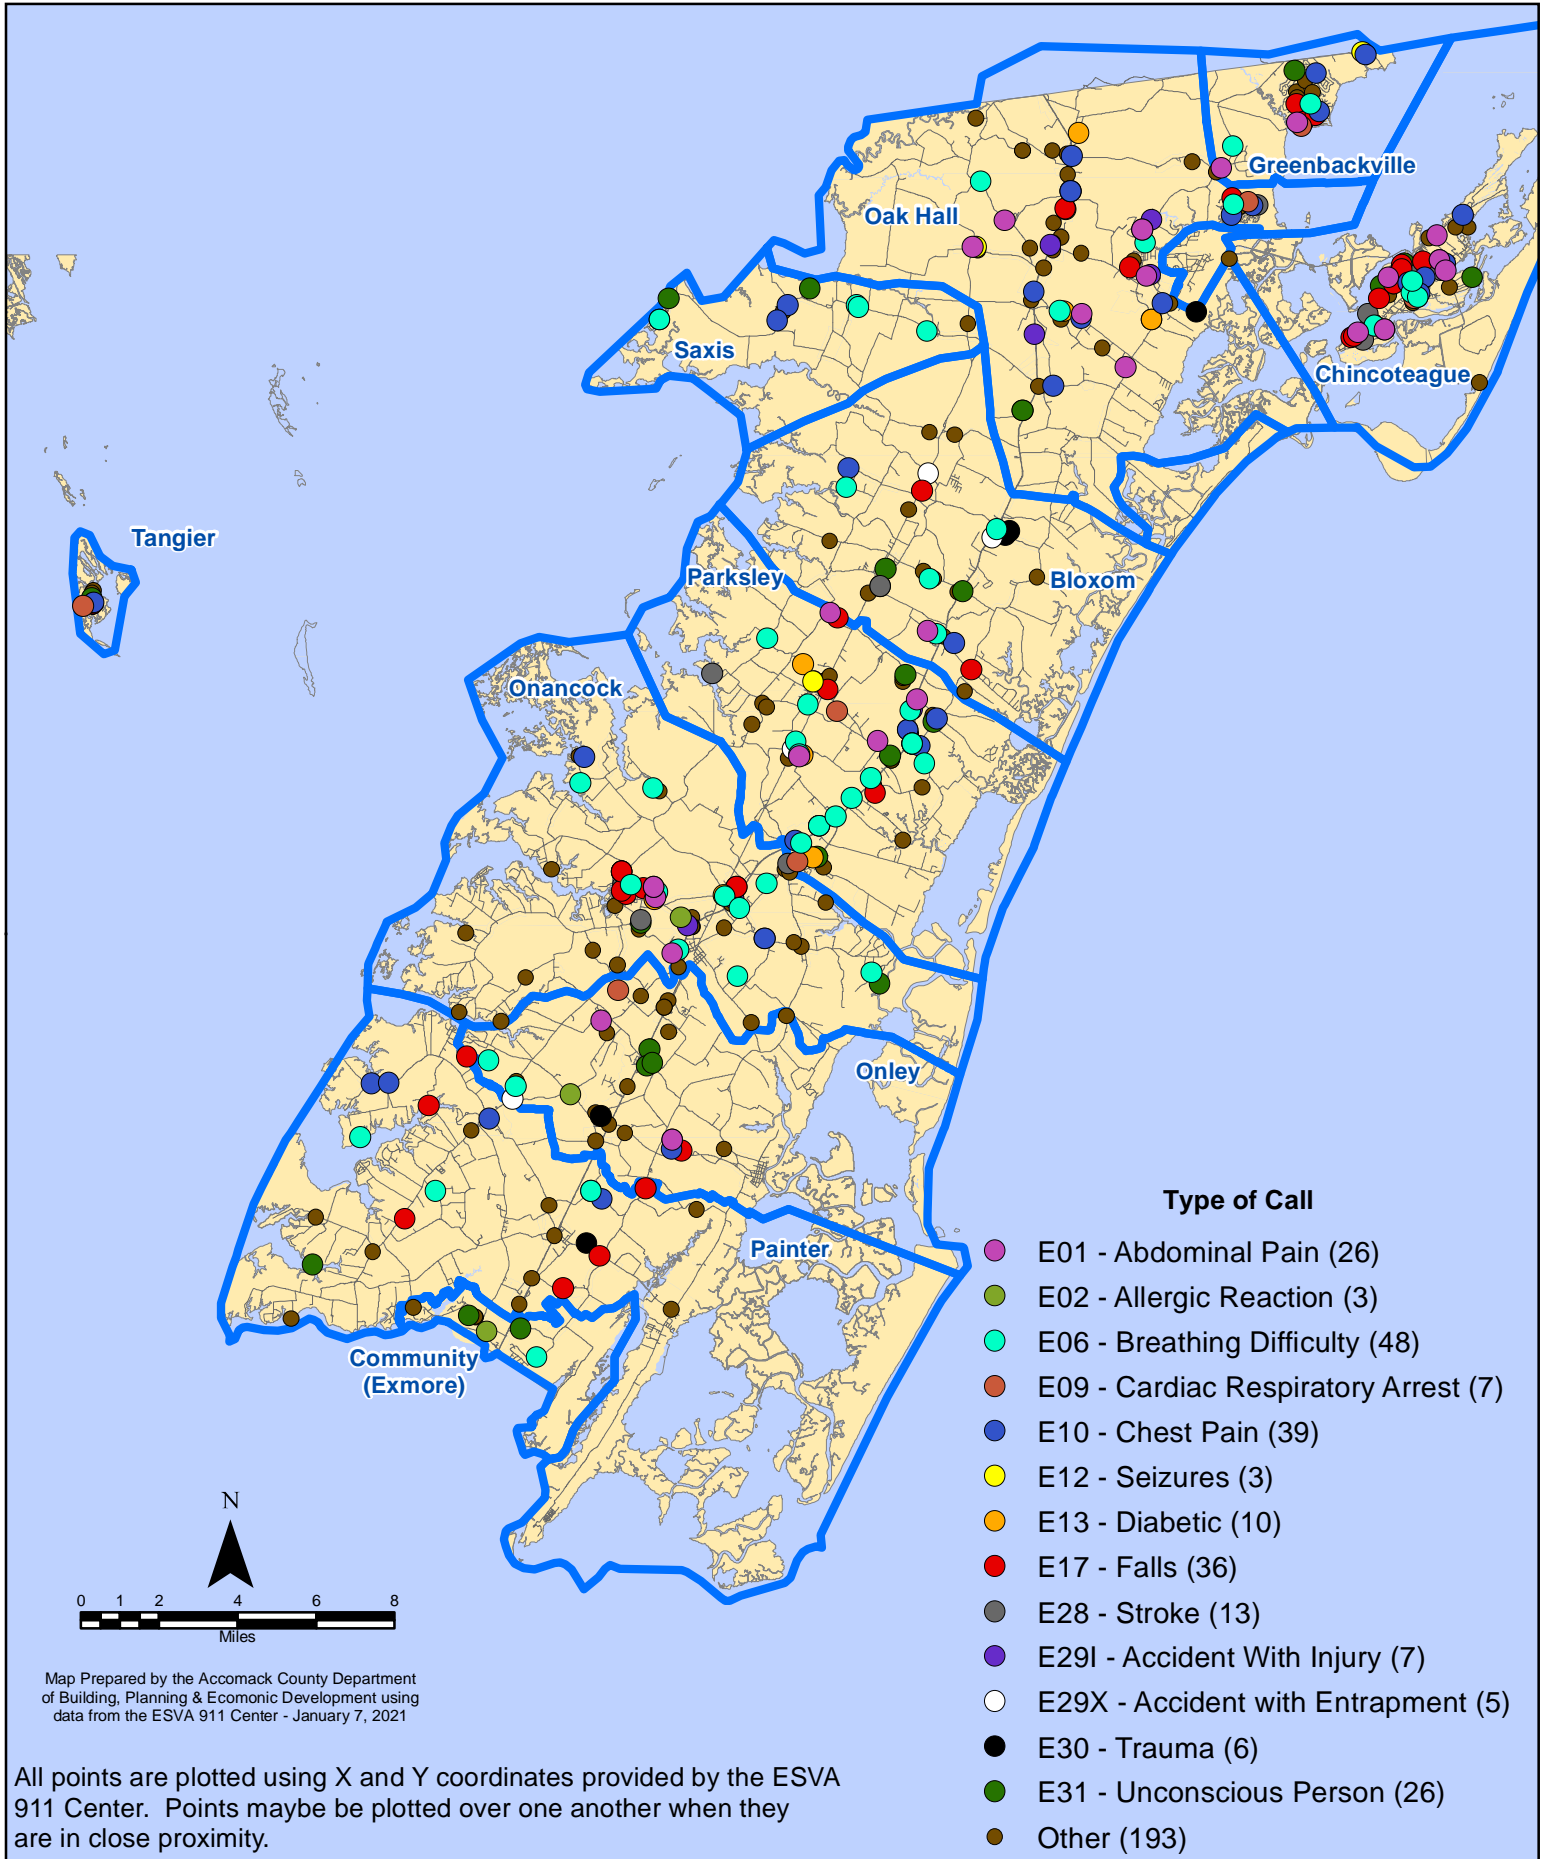 Greenbackville
Oak Hall
Saxis
Chincoteague
Tangier
Parksley
Bloxom
Onancock
Onley
Painter
Community
(Exmore)
Type of Call
E01 - Abdominal Pain (26)
E02 - Allergic Reaction (3)
E06 - Breathing Difficulty (48)
E09 - Cardiac Respiratory Arrest (7)
E10 - Chest Pain (39)
E12 - Seizures (3)
E13 - Diabetic (10)
E17 - Falls (36)
E28 - Stroke (13)
E29I - Accident With Injury (7)
E29X - Accident with Entrapment (5)
E30 - Trauma (6)
E31 - Unconscious Person (26)
Other (193)
N
0 1 2 4 6 8
Miles
Map Prepared by the Accomack County Department
of Building, Planning & Ecomonic Development using
data from the ESVA 911 Center - January 7, 2021
All points are plotted using X and Y coordinates provided by the ESVA
911 Center. Points maybe be plotted over one another when they
are in close proximity.